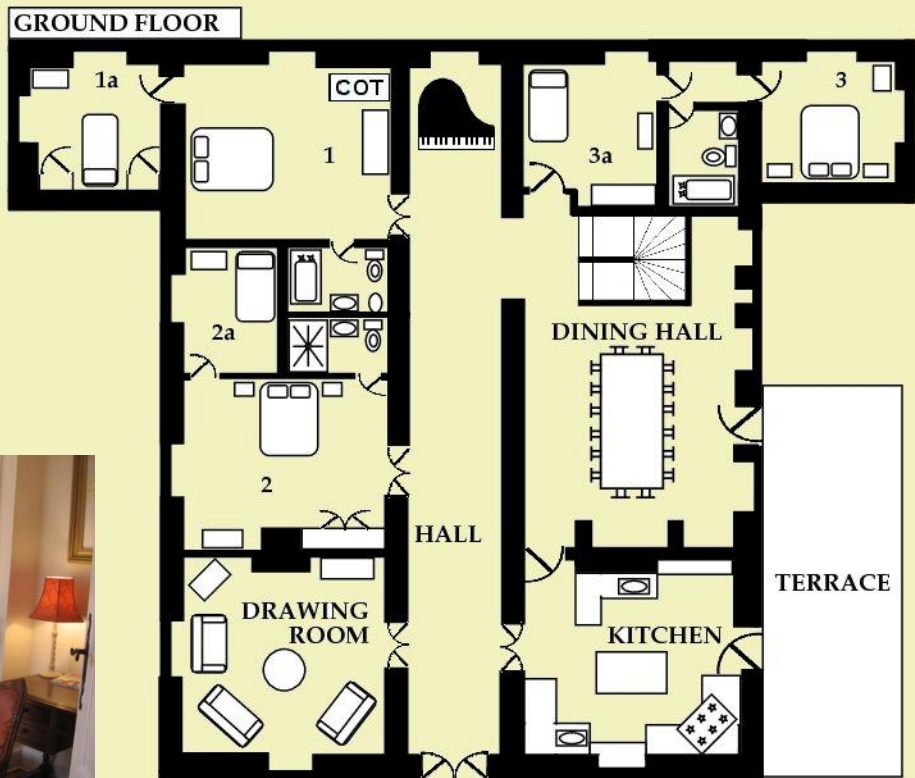 GROUND FLOOR
1a
COT
1
3a
3
2a
DINING HALL
2
HALL
DRAWING
ROOM
KITCHEN
TERRACE